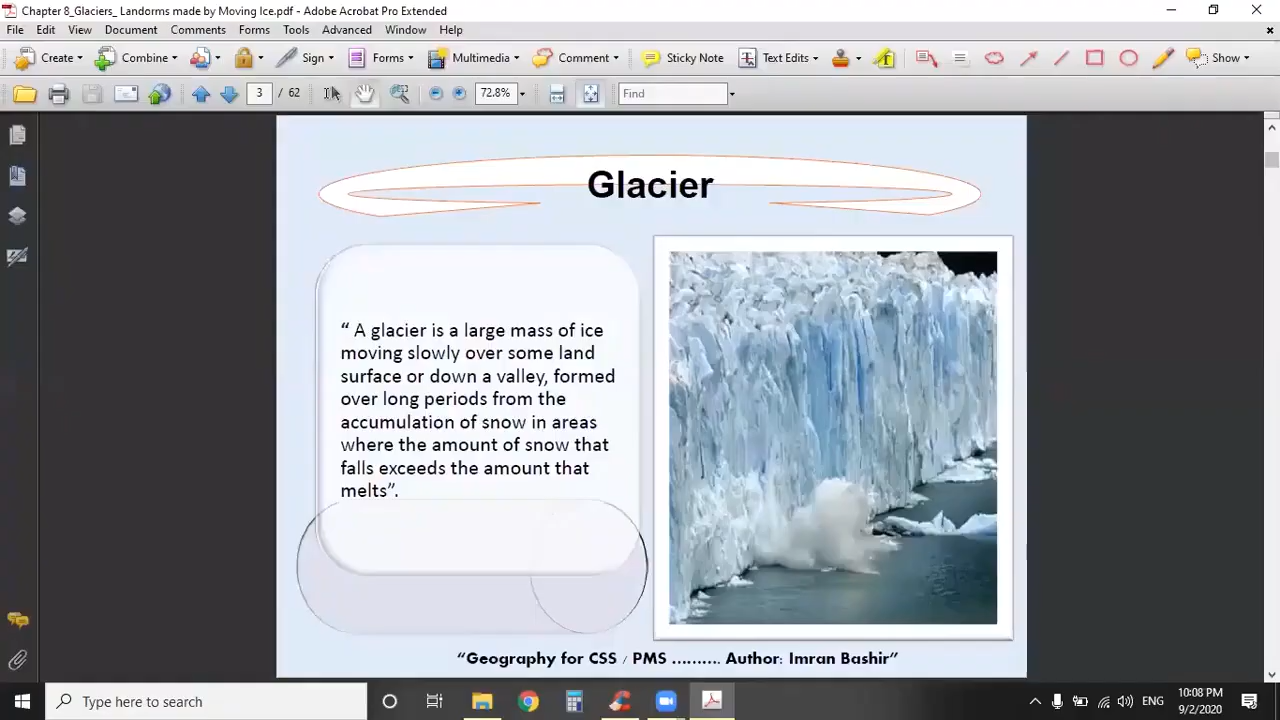 Chapter 8_Glaciers_ Landorms made by Moving Ice.pdf - Adobe Acrobat Pro Extended
File Edit View Document Comments Forms Tools Advanced Window Help
Create Combine Sign Forms Multimedia Comment Sticky Note Text Edits Show
3 / 62 72.8% Find
Glacier
“ A glacier is a large mass of ice
moving slowly over some land
surface or down a valley, formed
over long periods from the
accumulation of snow in areas
where the amount of snow that
falls exceeds the amount that
melts”.
“Geography for CSS / PMS ………. Author: Imran Bashir”
Type here to search
ENG
10:08 PM
9/2/2020